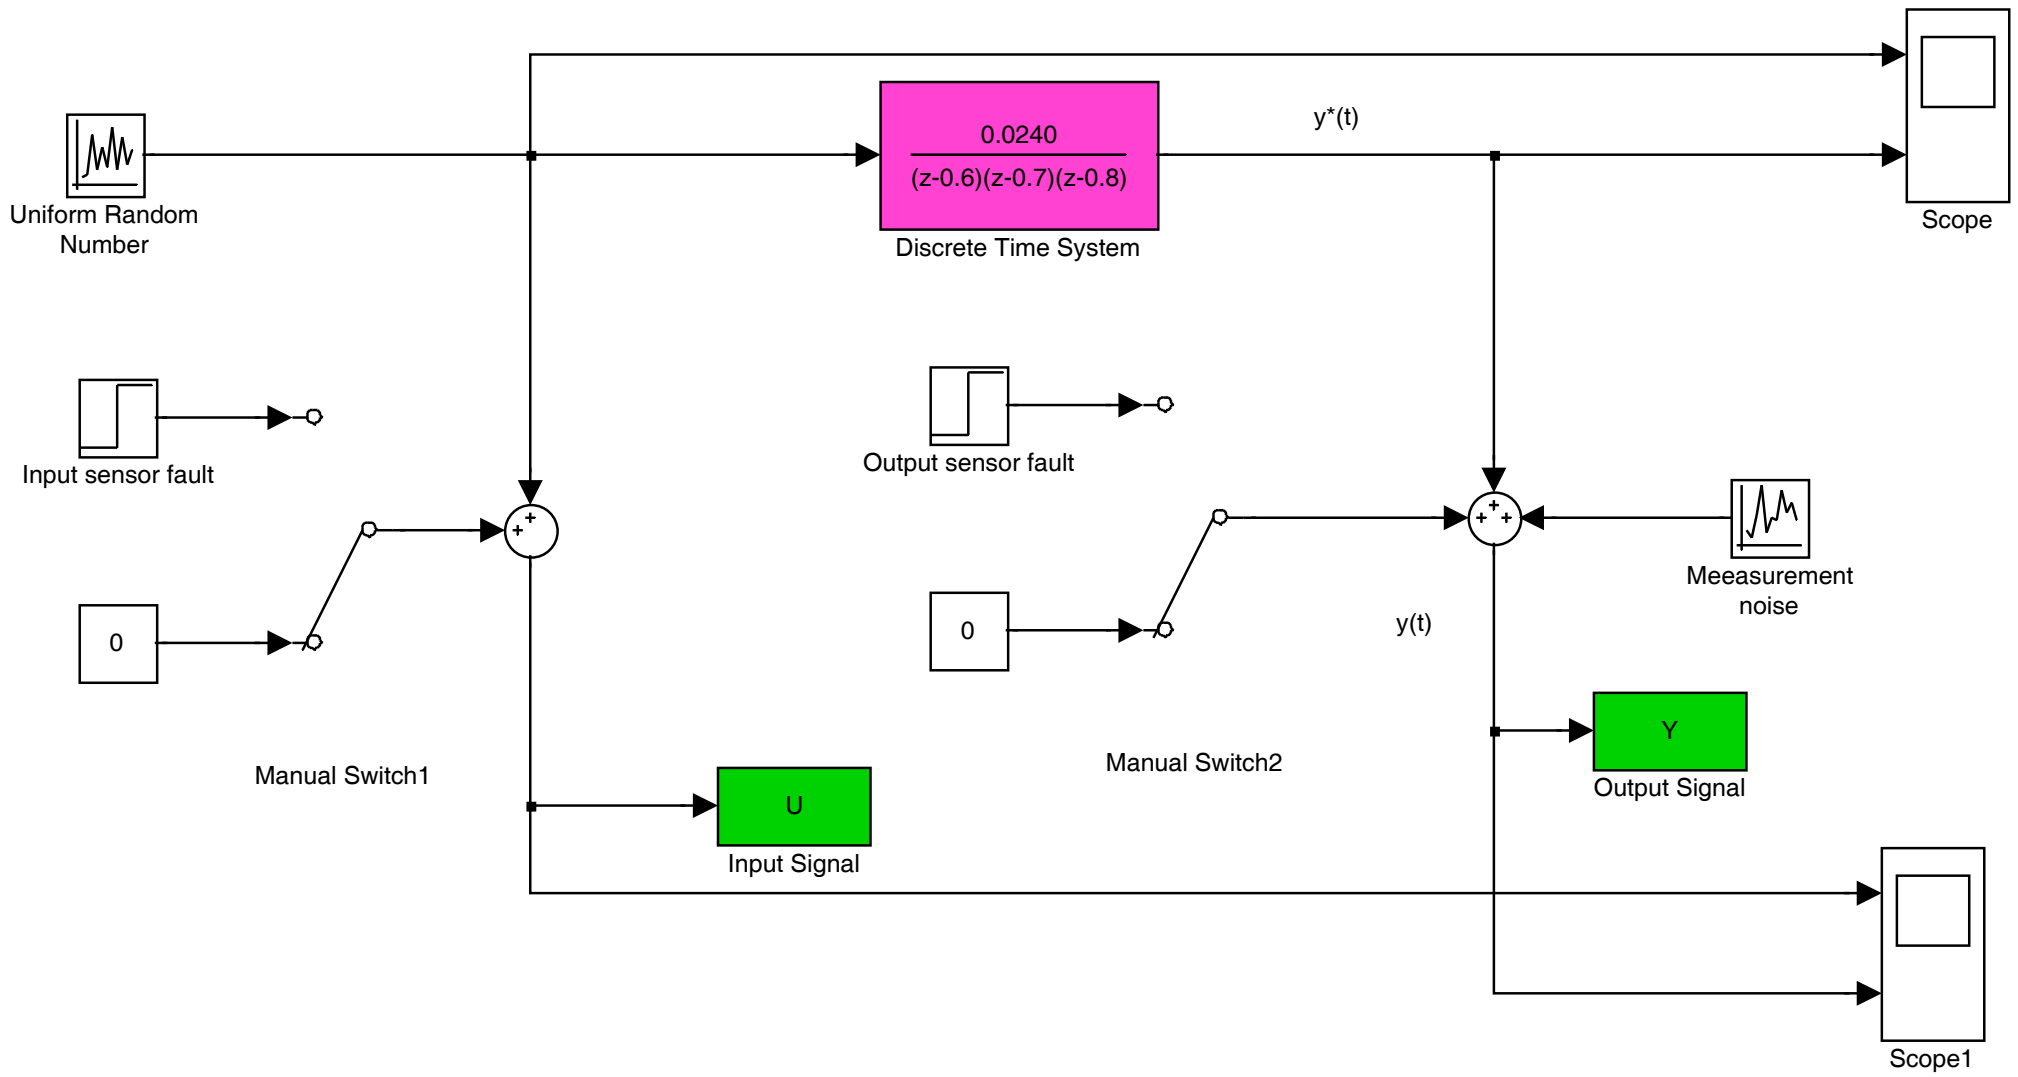 y*(t)
0.0240
(z-0.6)(z-0.7)(z-0.8)
Uniform Random
Number
Discrete Time System
Scope
Input sensor fault
Output sensor fault
+
+
+
+
+
Meeasurement
noise
0
0
y(t)
Y
Output Signal
Manual Switch1
Manual Switch2
U
Input Signal
Scope1